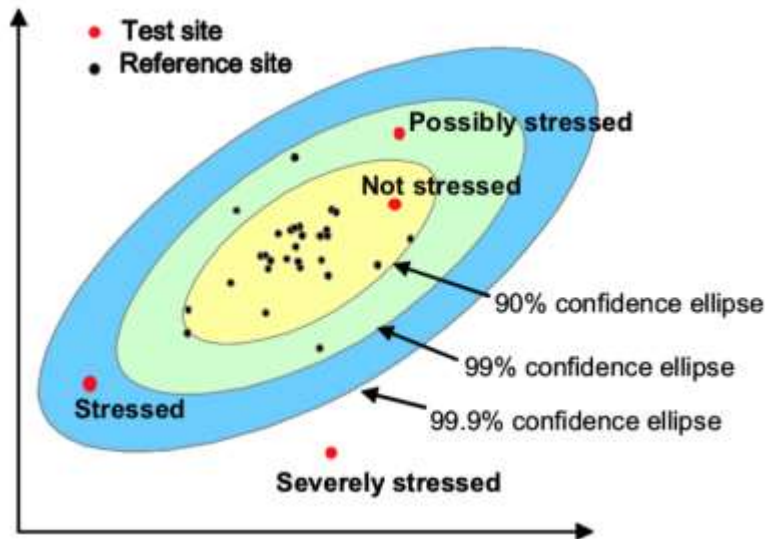 Test site
Reference site
Possibly stressed
Not stressed
90% confidence ellipse
99% confidence ellipse
Stressed
99.9% confidence ellipse
Severely stressed